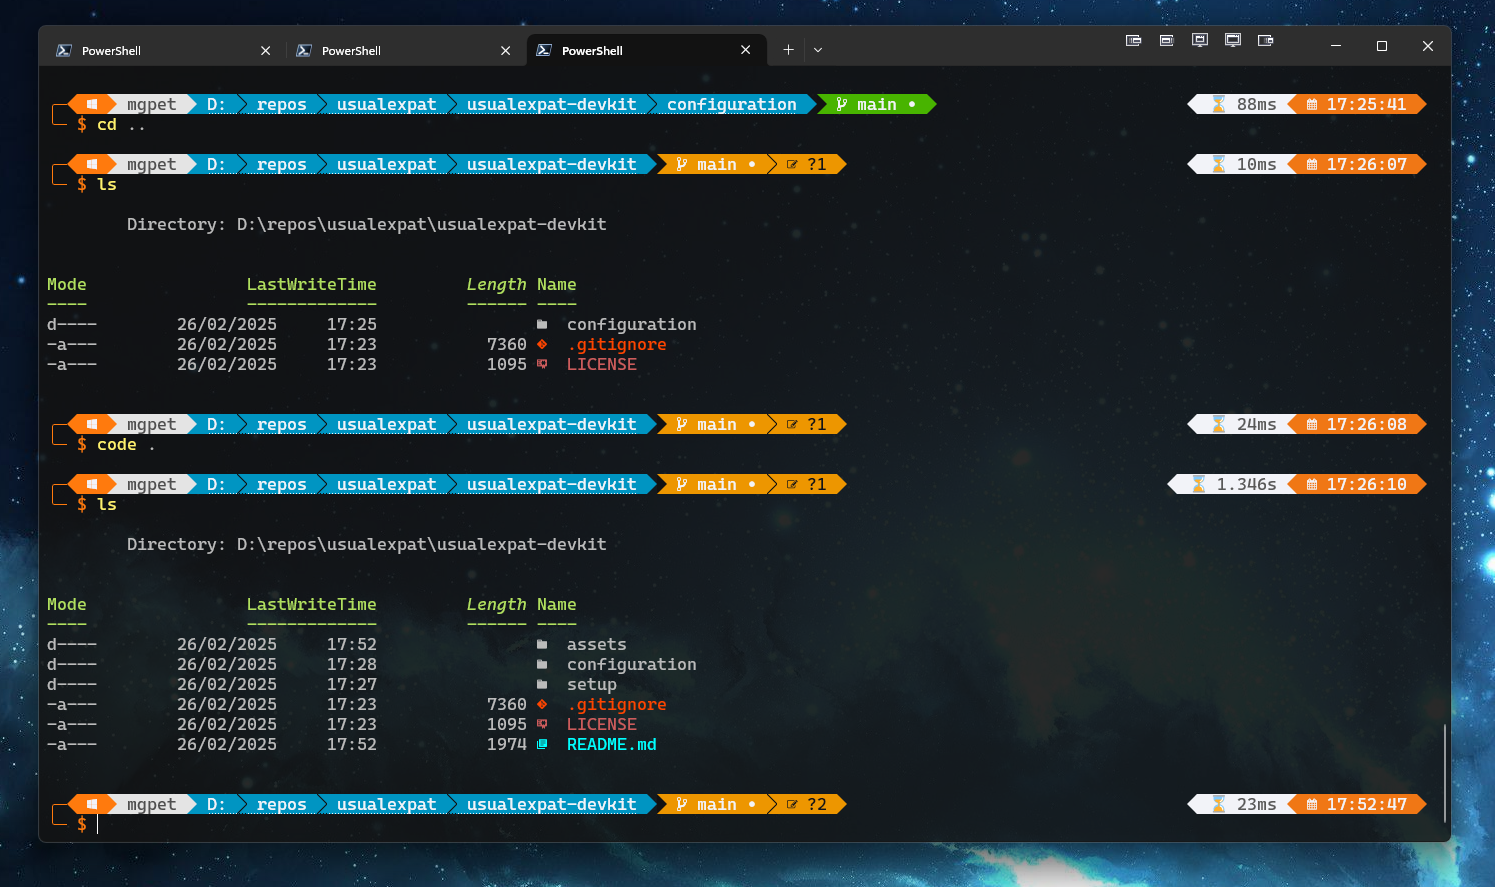 PowerShell PowerShell PowerShell
mgpet D: repos usualexpat usualexpat-devkit configuration main • 88ms 17:25:41
$ cd ..
mgpet D: repos usualexpat usualexpat-devkit main • ?1 10ms 17:26:07
$ ls
Directory: D:\repos\usualexpat\usualexpat-devkit
Mode LastWriteTime Length Name
---- ------------- ------ ----
d---- 26/02/2025 17:25 configuration
-a--- 26/02/2025 17:23 7360 .gitignore
-a--- 26/02/2025 17:23 1095 LICENSE
mgpet D: repos usualexpat usualexpat-devkit main • ?1 24ms 17:26:08
$ code .
mgpet D: repos usualexpat usualexpat-devkit main • ?1 1.346s 17:26:10
$ ls
Directory: D:\repos\usualexpat\usualexpat-devkit
Mode LastWriteTime Length Name
---- ------------- ------ ----
d---- 26/02/2025 17:52 assets
d---- 26/02/2025 17:28 configuration
d---- 26/02/2025 17:27 setup
-a--- 26/02/2025 17:23 7360 .gitignore
-a--- 26/02/2025 17:23 1095 LICENSE
-a--- 26/02/2025 17:52 1974 README.md
mgpet D: repos usualexpat usualexpat-devkit main • ?2 23ms 17:52:47
$